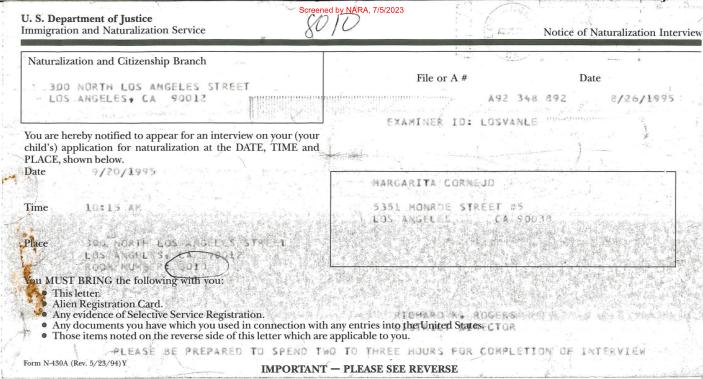 Screened by NARA, 7/5/2023
8010
U. S. Department of Justice
Immigration and Naturalization Service
Notice of Naturalization Interview
Naturalization and Citizenship Branch
300 NORTH LOS ANGELES STREET
LOS ANGELES, CA 90012
File or A #
Date
A92 348 892
8/26/1995
EXAMINER ID: LOSVANLE
You are hereby notified to appear for an interview on your (your
child's) application for naturalization at the DATE, TIME and
PLACE, shown below.
Date 9/20/1995
MARGARITA CORNEJO
5351 MONROE STREET #5
LOS ANGELES, CA 90038
Time 10:15 AM
Place 300 NORTH LOS ANGELES STREET
LOS ANGELES, CA 90012
ROOM
You MUST BRING the following with you:
• This letter.
• Alien Registration Card.
• Any evidence of Selective Service Registration.
RICHARD K. ROGERS
• Any documents you have which you used in connection with any entries into the United States.
DISTRICT DIRECTOR
• Those items noted on the reverse side of this letter which are applicable to you.
PLEASE BE PREPARED TO SPEND TWO TO THREE HOURS FOR COMPLETION OF INTERVIEW
Form N-430A (Rev. 5/23/94)Y
IMPORTANT — PLEASE SEE REVERSE